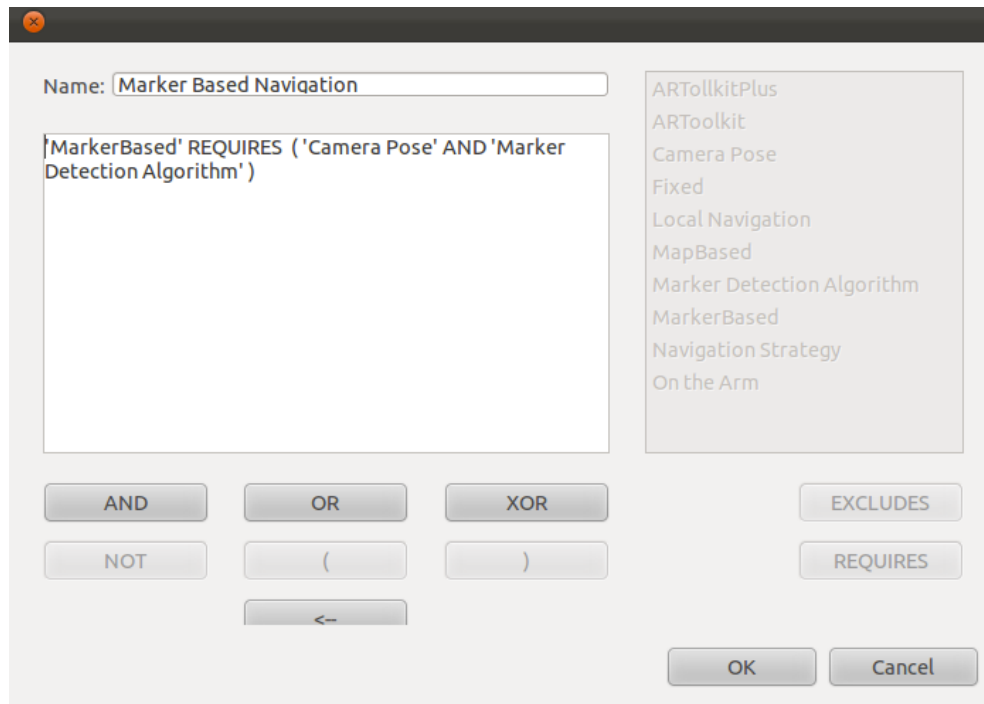 Name: Marker Based Navigation
'MarkerBased' REQUIRES ( 'Camera Pose' AND 'Marker
Detection Algorithm' )
ARTollkitPlus
ARToolkit
Camera Pose
Fixed
Local Navigation
MapBased
Marker Detection Algorithm
MarkerBased
Navigation Strategy
On the Arm
AND OR XOR EXCLUDES
NOT ( ) REQUIRES
<--
OK Cancel